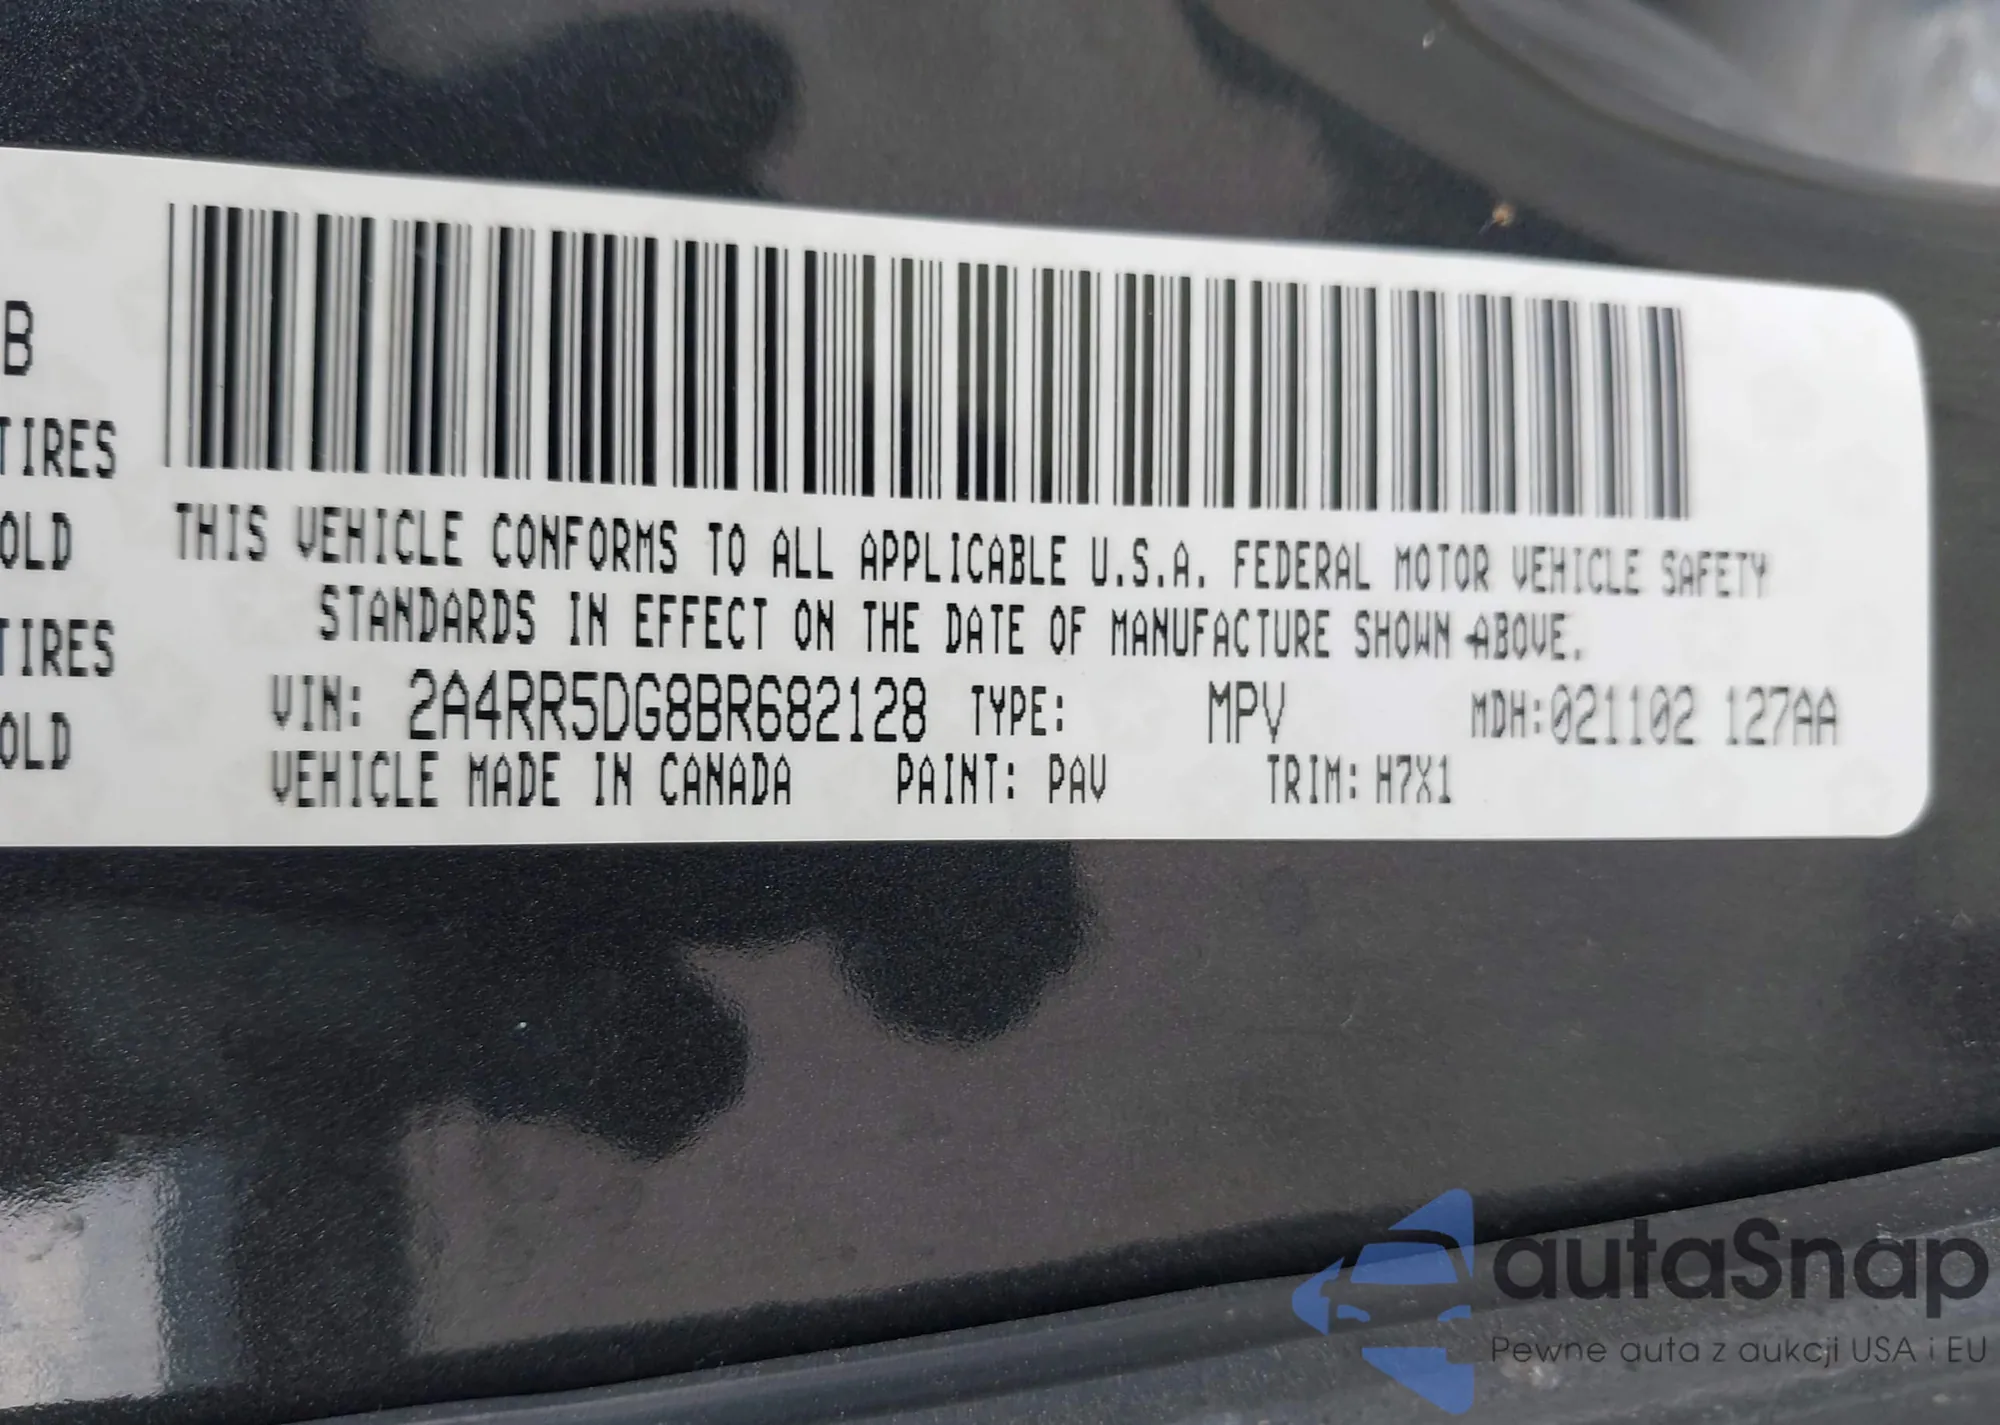 B
TIRES
OLD
TIRES
OLD
THIS VEHICLE CONFORMS TO ALL APPLICABLE U.S.A. FEDERAL MOTOR VEHICLE SAFETY
STANDARDS IN EFFECT ON THE DATE OF MANUFACTURE SHOWN ABOVE.
VIN: 2A4RR5DG8BR682128 TYPE: MPV MDH:021102 127AA
VEHICLE MADE IN CANADA PAINT: PAV TRIM: H7X1
autaSnap
Pewne auta z aukcji USA i EU